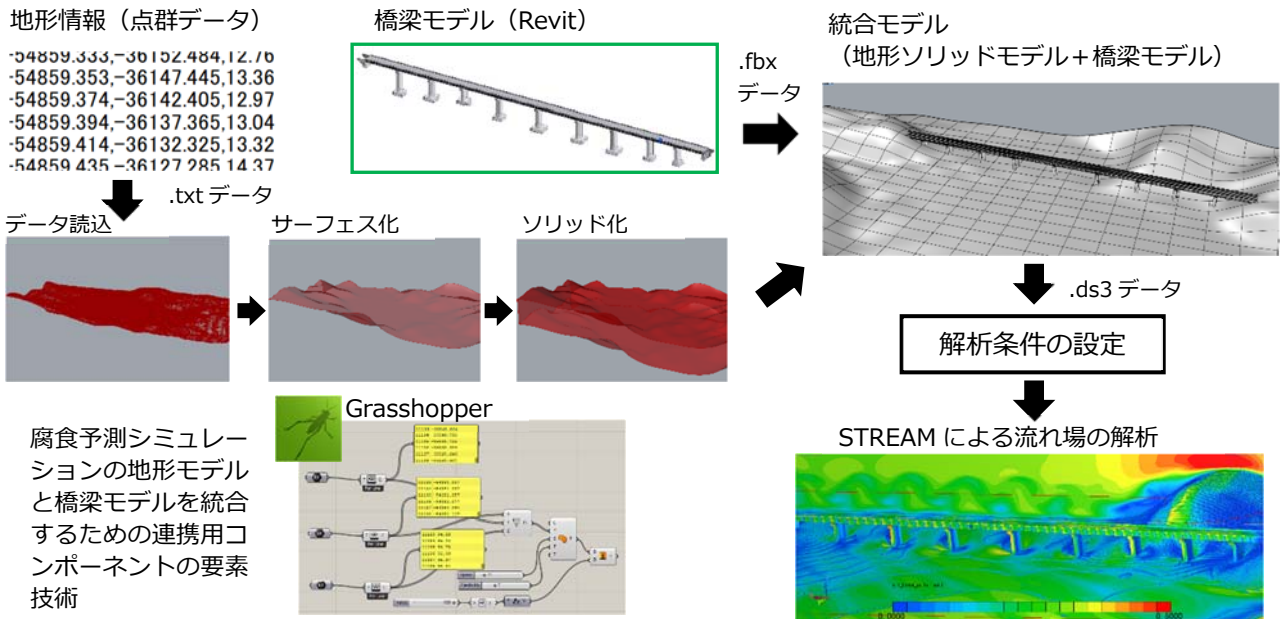 地形情報（点群データ）
-54859.333,-36152.484,12.76
-54859.353,-36147.445,13.36
-54859.374,-36142.405,12.97
-54859.394,-36137.365,13.04
-54859.414,-36132.325,13.32
-54859.435,-36127.285,14.37
.txt データ
橋梁モデル（Revit）
.fbx
データ
統合モデル
（地形ソリッドモデル＋橋梁モデル）
データ読込
サーフェス化
ソリッド化
.ds3 データ
解析条件の設定
STREAM による流れ場の解析
Grasshopper
腐食予測シミュレー
ションの地形モデル
と橋梁モデルを統合
するための連携用コ
ンポーネントの要素
技術
0.0000
0.5000